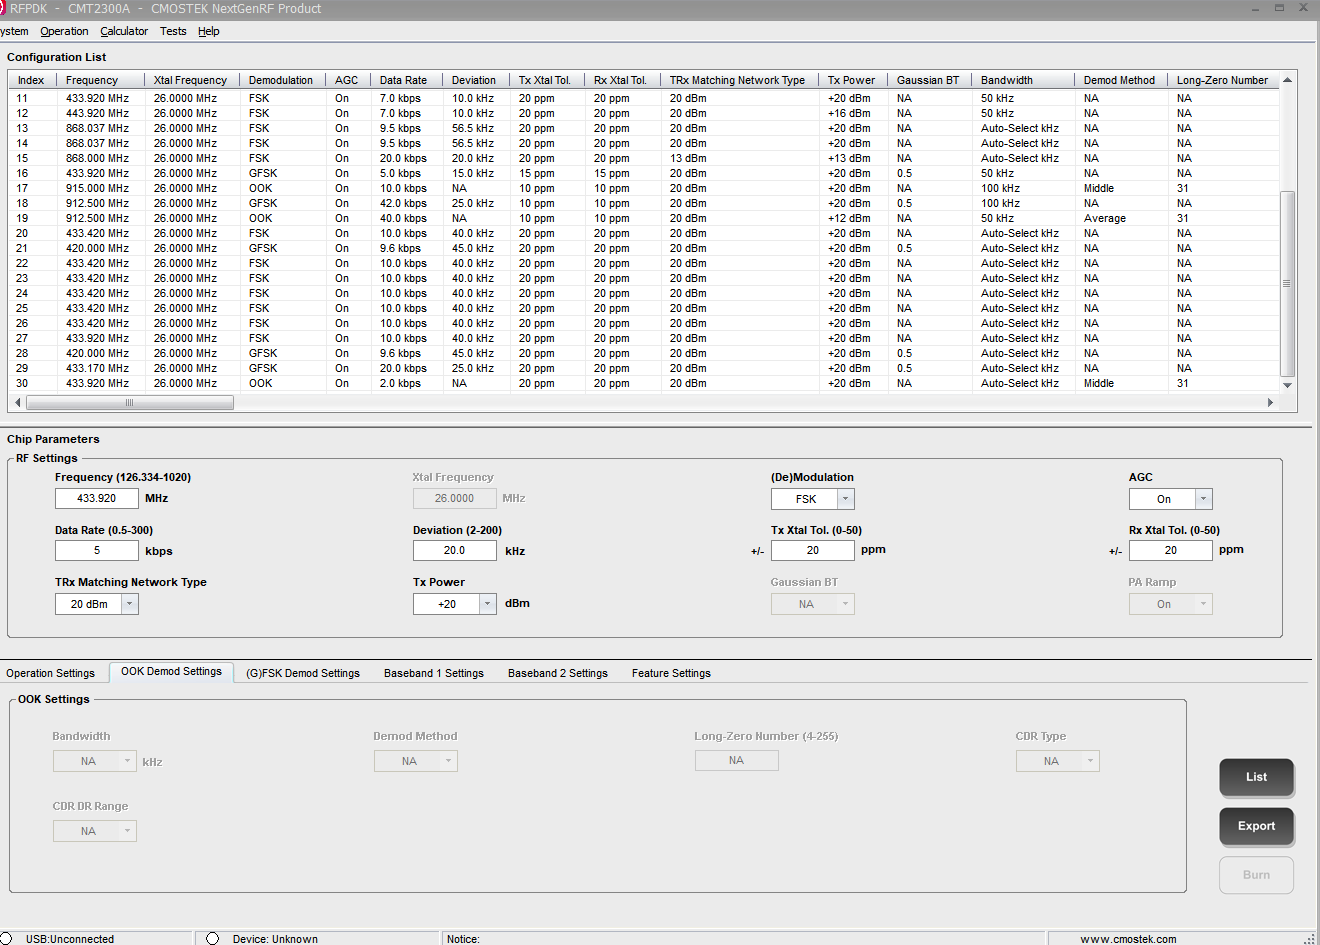 RFPDK - CMT2300A - CMOSTEK NextGenRF Product
ystem Operation Calculator Tests Help
Configuration List
Index Frequency Xtal Frequency Demodulation AGC Data Rate Deviation Tx Xtal Tol. Rx Xtal Tol. TRx Matching Network Type Tx Power Gaussian BT Bandwidth Demod Method Long-Zero Number
11 433.920 MHz 26.0000 MHz FSK On 7.0 kbps 10.0 kHz 20 ppm 20 ppm 20 dBm +20 dBm NA 50 kHz NA NA
12 443.920 MHz 26.0000 MHz FSK On 7.0 kbps 10.0 kHz 20 ppm 20 ppm 20 dBm +16 dBm NA 50 kHz NA NA
13 868.037 MHz 26.0000 MHz FSK On 9.5 kbps 56.5 kHz 20 ppm 20 ppm 20 dBm +20 dBm NA Auto-Select kHz NA NA
14 868.037 MHz 26.0000 MHz FSK On 9.5 kbps 56.5 kHz 20 ppm 20 ppm 20 dBm +20 dBm NA Auto-Select kHz NA NA
15 868.000 MHz 26.0000 MHz FSK On 20.0 kbps 20.0 kHz 20 ppm 20 ppm 13 dBm +13 dBm NA Auto-Select kHz NA NA
16 433.920 MHz 26.0000 MHz GFSK On 5.0 kbps 15.0 kHz 15 ppm 15 ppm 20 dBm +20 dBm 0.5 50 kHz NA NA
17 915.000 MHz 26.0000 MHz OOK On 10.0 kbps NA 10 ppm 10 ppm 20 dBm +20 dBm NA 100 kHz Middle 31
18 912.500 MHz 26.0000 MHz GFSK On 42.0 kbps 25.0 kHz 10 ppm 10 ppm 20 dBm +20 dBm 0.5 100 kHz NA NA
19 912.500 MHz 26.0000 MHz OOK On 40.0 kbps NA 10 ppm 10 ppm 20 dBm +12 dBm NA 50 kHz Average 31
20 433.420 MHz 26.0000 MHz FSK On 10.0 kbps 40.0 kHz 20 ppm 20 ppm 20 dBm +20 dBm NA Auto-Select kHz NA NA
21 420.000 MHz 26.0000 MHz GFSK On 9.6 kbps 45.0 kHz 20 ppm 20 ppm 20 dBm +20 dBm 0.5 Auto-Select kHz NA NA
22 433.420 MHz 26.0000 MHz FSK On 10.0 kbps 40.0 kHz 20 ppm 20 ppm 20 dBm +20 dBm NA Auto-Select kHz NA NA
23 433.420 MHz 26.0000 MHz FSK On 10.0 kbps 40.0 kHz 20 ppm 20 ppm 20 dBm +20 dBm NA Auto-Select kHz NA NA
24 433.420 MHz 26.0000 MHz FSK On 10.0 kbps 40.0 kHz 20 ppm 20 ppm 20 dBm +20 dBm NA Auto-Select kHz NA NA
25 433.420 MHz 26.0000 MHz FSK On 10.0 kbps 40.0 kHz 20 ppm 20 ppm 20 dBm +20 dBm NA Auto-Select kHz NA NA
26 433.420 MHz 26.0000 MHz FSK On 10.0 kbps 40.0 kHz 20 ppm 20 ppm 20 dBm +20 dBm NA Auto-Select kHz NA NA
27 433.920 MHz 26.0000 MHz FSK On 10.0 kbps 40.0 kHz 20 ppm 20 ppm 20 dBm +20 dBm NA Auto-Select kHz NA NA
28 420.000 MHz 26.0000 MHz GFSK On 9.6 kbps 45.0 kHz 20 ppm 20 ppm 20 dBm +20 dBm 0.5 Auto-Select kHz NA NA
29 433.170 MHz 26.0000 MHz GFSK On 20.0 kbps 25.0 kHz 20 ppm 20 ppm 20 dBm +20 dBm 0.5 Auto-Select kHz NA NA
30 433.920 MHz 26.0000 MHz OOK On 2.0 kbps NA 20 ppm 20 ppm 20 dBm +20 dBm NA Auto-Select kHz Middle 31
Chip Parameters
RF Settings
Frequency (126.334-1020) Xtal Frequency (De)Modulation AGC
433.920 MHz 26.0000 MHz FSK On
Data Rate (0.5-300) Deviation (2-200) Tx Xtal Tol. (0-50) Rx Xtal Tol. (0-50)
5 kbps 20.0 kHz +/- 20 ppm +/- 20 ppm
TRx Matching Network Type Tx Power Gaussian BT PA Ramp
20 dBm +20 dBm NA On
Operation Settings OOK Demod Settings (G)FSK Demod Settings Baseband 1 Settings Baseband 2 Settings Feature Settings
OOK Settings
Bandwidth Demod Method Long-Zero Number (4-255) CDR Type
NA kHz NA NA NA
List
CDR DR Range
NA
Export
Burn
USB:Unconnected Device: Unknown Notice: www.cmostek.com